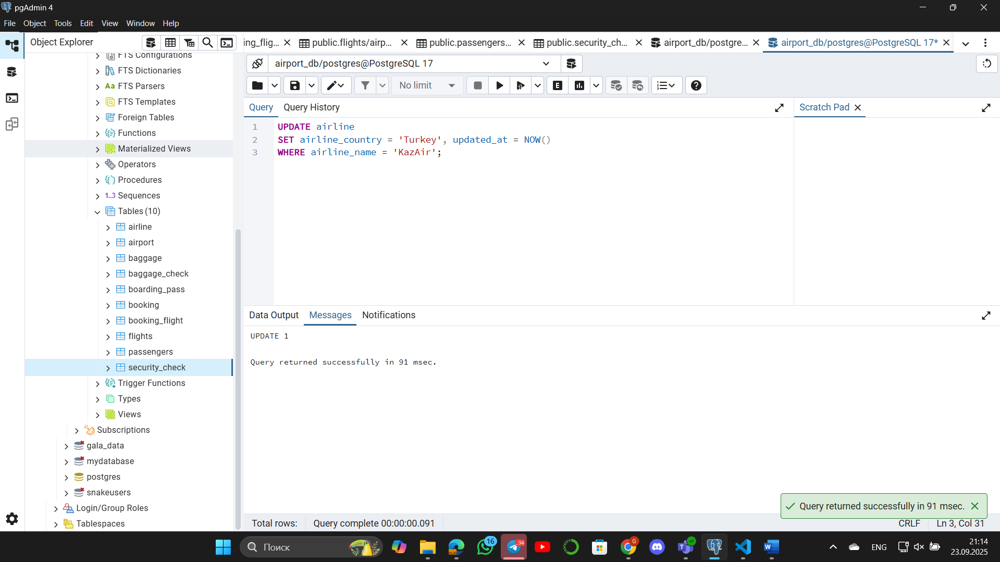 pgAdmin 4
File Object Tools Edit View Window Help
Object Explorer
ing_flig... public.flights/airp... public.passengers... public.security_ch... airport_db/postgre... airport_db/postgres@PostgreSQL 17*
airport_db/postgres@PostgreSQL 17
No limit
E
Query Query History
Scratch Pad
1 UPDATE airline
2 SET airline_country = 'Turkey', updated_at = NOW()
3 WHERE airline_name = 'KazAir';
FTS Configurations
FTS Dictionaries
Aa FTS Parsers
FTS Templates
Foreign Tables
Functions
Materialized Views
Operators
Procedures
1..3 Sequences
Tables (10)
airline
airport
baggage
baggage_check
boarding_pass
booking
booking_flight
flights
passengers
security_check
Trigger Functions
Types
Views
Subscriptions
gala_data
mydatabase
postgres
snakeusers
Login/Group Roles
Tablespaces
Data Output Messages Notifications
UPDATE 1
Query returned successfully in 91 msec.
Query returned successfully in 91 msec.
Total rows: Query complete 00:00:00.091
CRLF Ln 3, Col 31
Поиск
16
94
G
ENG
21:14
23.09.2025